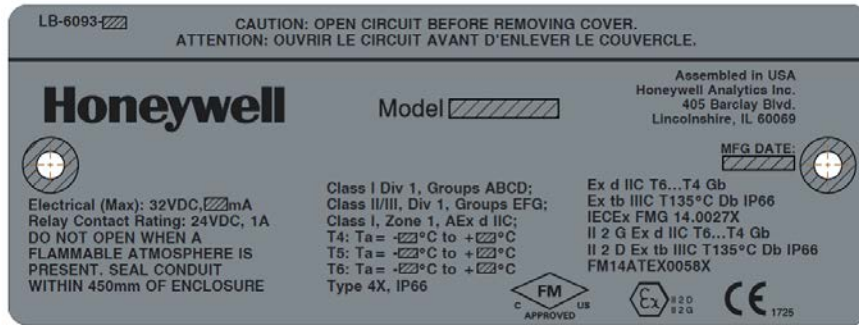 LB-6093-
CAUTION: OPEN CIRCUIT BEFORE REMOVING COVER.
ATTENTION: OUVRIR LE CIRCUIT AVANT D'ENLEVER LE COUVERCLE.
Honeywell
Model
Assembled in USA
Honeywell Analytics Inc.
405 Barclay Blvd.
Lincolnshire, IL 60069
MFG DATE:
Electrical (Max): 32VDC, mA
Relay Contact Rating: 24VDC, 1A
DO NOT OPEN WHEN A
FLAMMABLE ATMOSPHERE IS
PRESENT. SEAL CONDUIT
WITHIN 450mm OF ENCLOSURE
Class I Div 1, Groups ABCD;
Class II/III, Div 1, Groups EFG;
Class I, Zone 1, AEx d IIC;
T4: Ta= - °C to + °C
T5: Ta= - °C to + °C
T6: Ta= - °C to + °C
Type 4X, IP66
C FM US
APPROVED
Ex d IIC T6...T4 Gb
Ex tb IIIC T135°C Db IP66
IECEx FMG 14.0027X
II 2 G Ex d IIC T6...T4 Gb
II 2 D Ex tb IIIC T135°C Db IP66
FM14ATEX0058X
Ex II 2 D
II 2 G
CE 1725